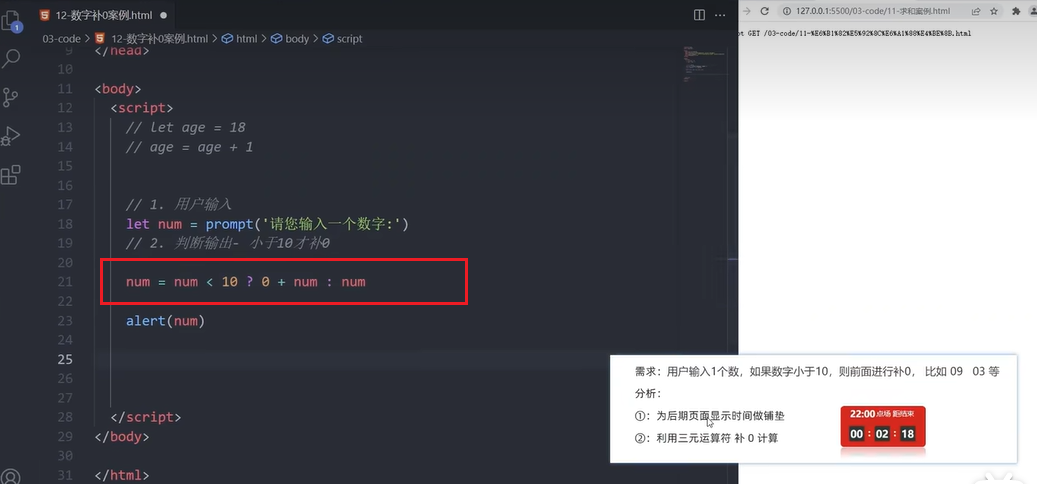 12-数字补0案例.html
127.0.0.1:5500/03-code/11-求和案例.html
03-code > 12-数字补0案例.html > html > body > script
ot GET /03-code/11-%E6%B1%82%E5%92%8C%E6%A1%88%E4%BE%8B.html
1
9 </head>
10
11 <body>
12 <script>
13 // let age = 18
14 // age = age + 1
15
16
17 // 1. 用户输入
18 let num = prompt('请您输入一个数字:')
19 // 2. 判断输出- 小于10才补0
20
21 num = num < 10 ? 0 + num : num
22
23 alert(num)
24
25
26
27
28 </script>
29 </body>
30
31 </html>
需求：用户输入1个数，如果数字小于10，则前面进行补0， 比如 09 03 等
分析：
①：为后期页面显示时间做铺垫
②：利用三元运算符 补 0 计算
22:00 点场 距结束
00 : 02 : 18